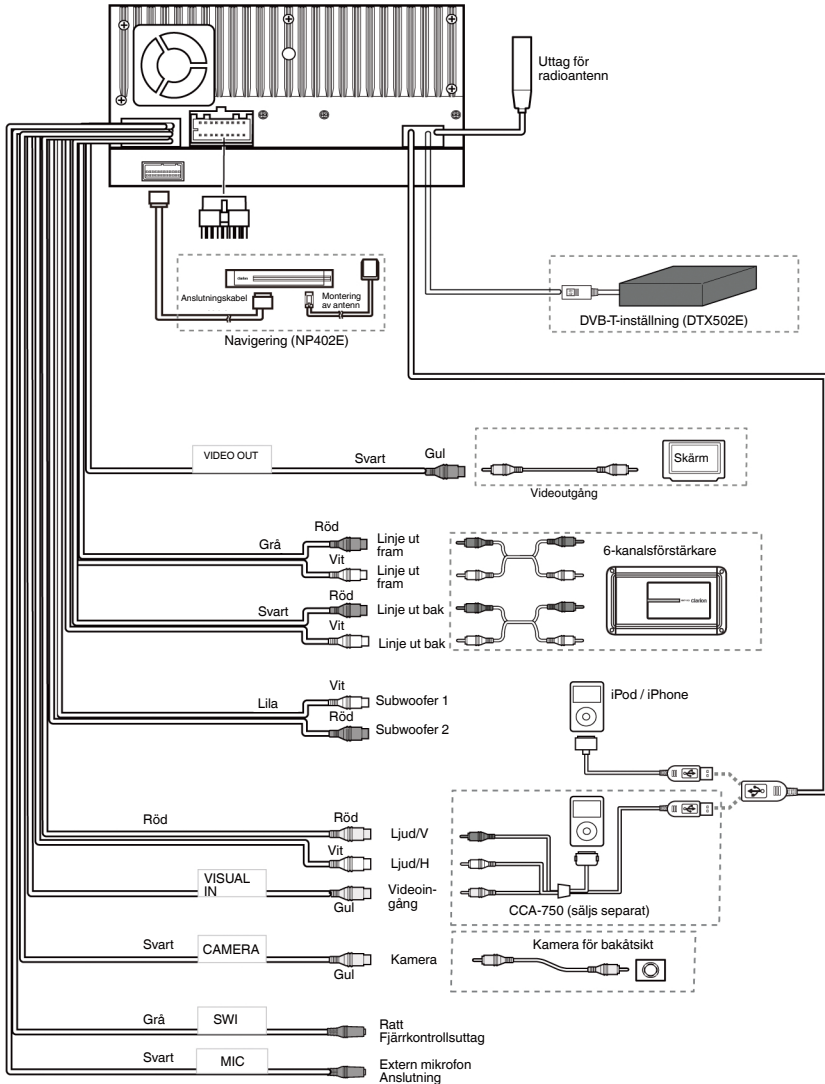 Uttag för
radioantenn
clarion
Anslutningskabel
Montering
av antenn
Navigering (NP402E)
DVB-T-inställning (DTX502E)
VIDEO OUT
Svart
Gul
Skärm
Videoutgång
Röd
Grå
Linje ut
fram
Vit
Linje ut
fram
6-kanalsförstärkare
clarion
Svart
Röd
Linje ut bak
Vit
Linje ut bak
Lila
Vit
Subwoofer 1
Röd
Subwoofer 2
iPod / iPhone
Röd
Röd
Ljud/V
Vit
Ljud/H
VISUAL
IN
Gul
Videoin-
gång
CCA-750 (säljs separat)
Svart
CAMERA
Gul
Kamera
Kamera för bakåtsikt
Grå
SWI
Ratt
Fjärrkontrollsuttag
Svart
MIC
Extern mikrofon
Anslutning